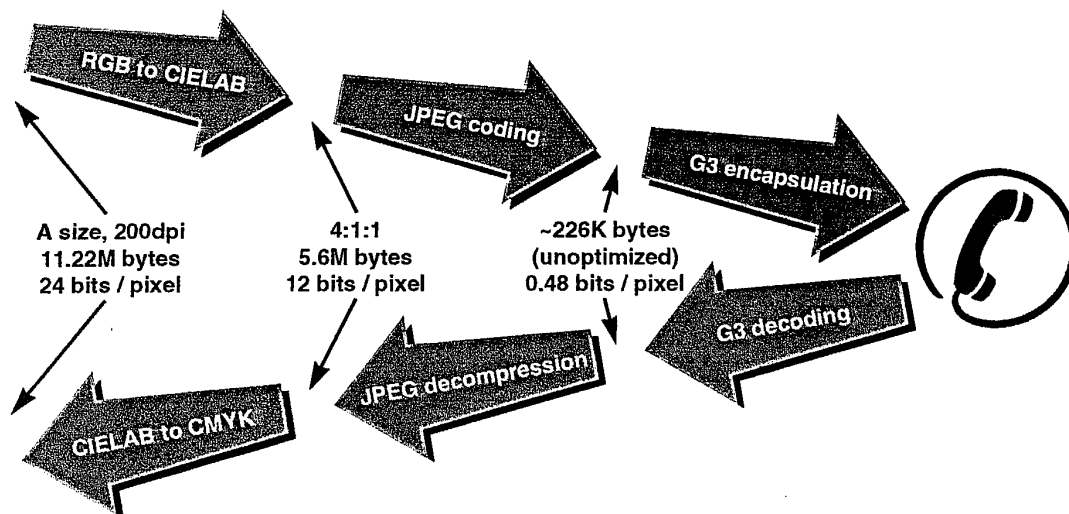 RGB to CIELAB
JPEG coding
G3 encapsulation
A size, 200dpi
11.22M bytes
24 bits / pixel
4:1:1
5.6M bytes
12 bits / pixel
~226K bytes
(unoptimized)
0.48 bits / pixel
G3 decoding
JPEG decompression
CIELAB to CMYK